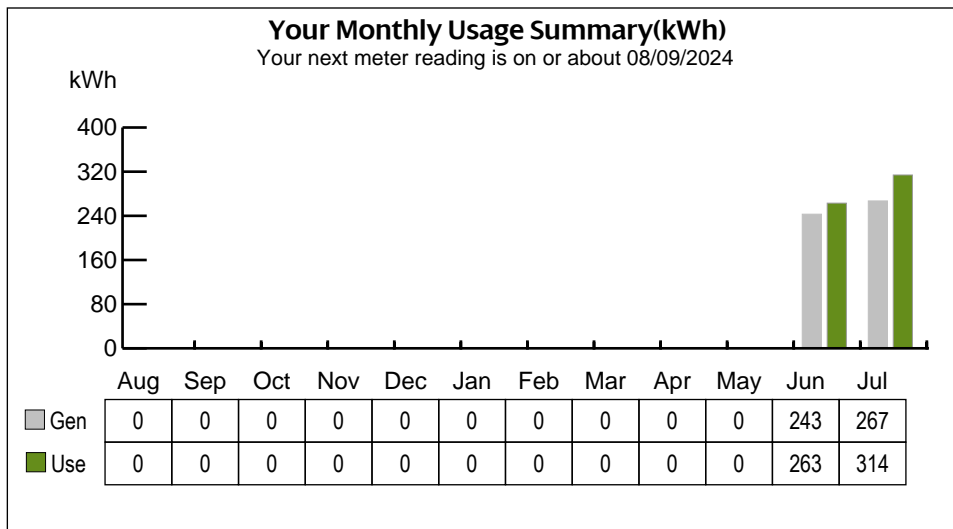 Your Monthly Usage Summary(kWh)
Your next meter reading is on or about 08/09/2024
kWh
400
320
240
160
80
0
Aug Sep Oct Nov Dec Jan Feb Mar Apr May Jun Jul
Gen 0 0 0 0 0 0 0 0 0 0 243 267
Use 0 0 0 0 0 0 0 0 0 0 263 314